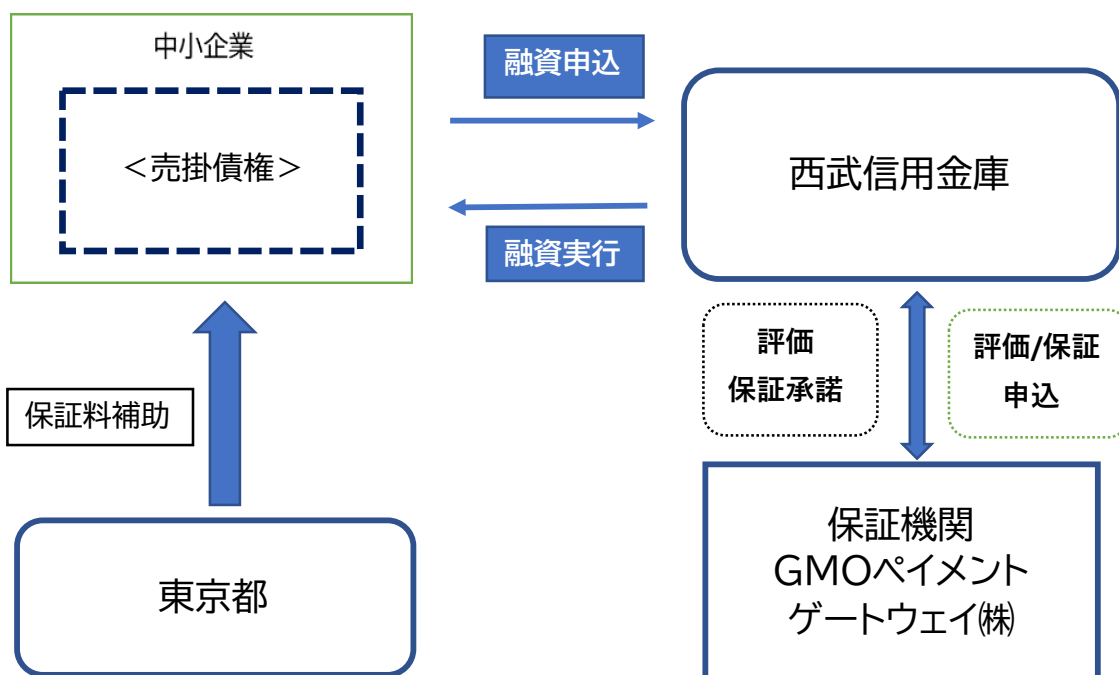 中小企業
＜売掛債権＞
融資申込
融資実行
西武信用金庫
評価
保証承諾
評価/保証
申込
保証料補助
東京都
保証機関
GMOペイメント
ゲートウェイ㈱